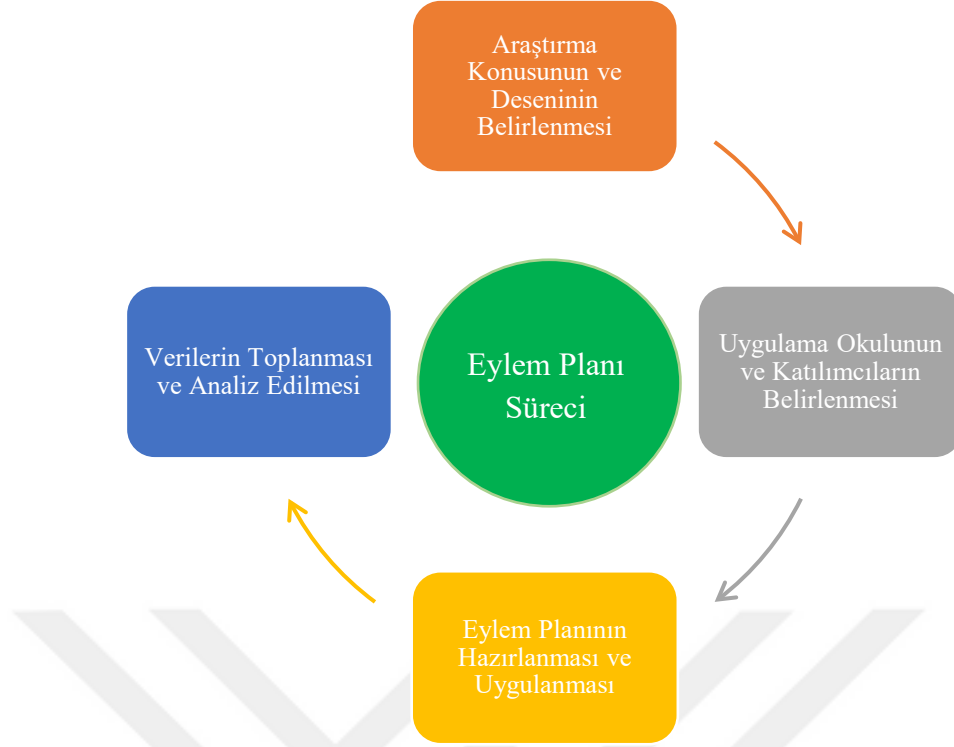 Araştırma
Konusunun ve
Deseninin
Belirlenmesi
Verilerin Toplanması
ve Analiz Edilmesi
Eylem Planı
Süreci
Uygulama Okulunun
ve Katılımcıların
Belirlenmesi
Eylem Planının
Hazırlanması ve
Uygulanması